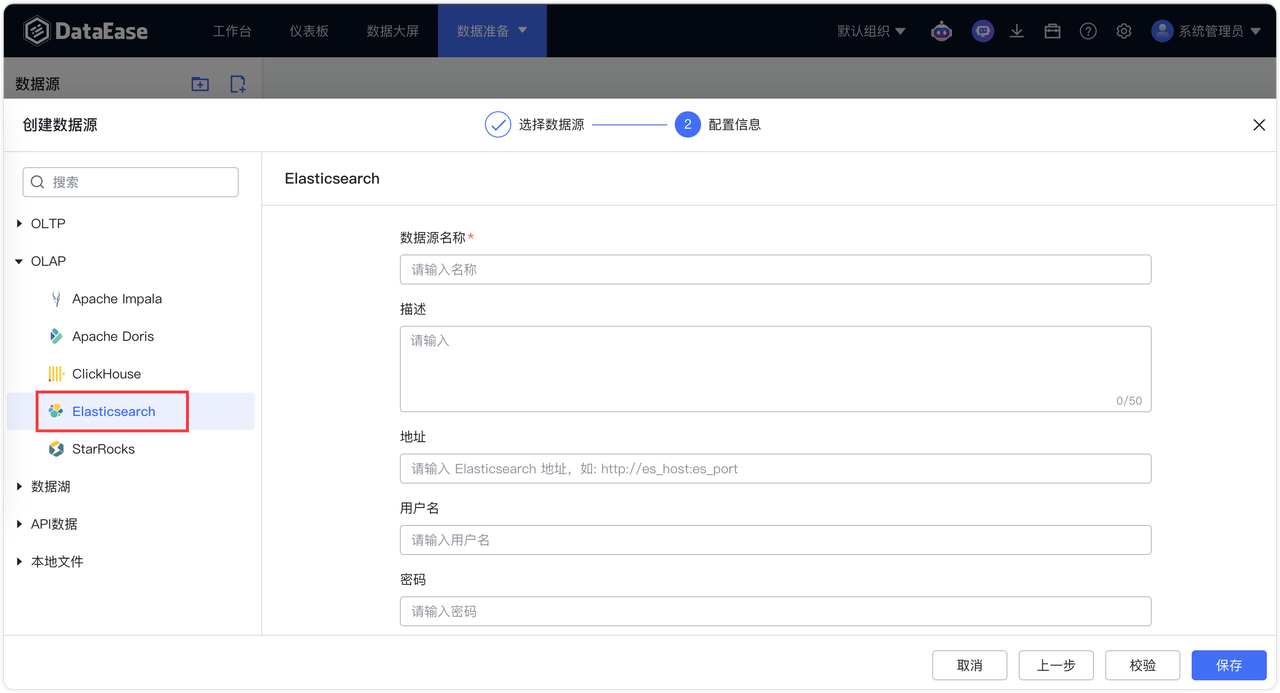 DataEase 工作台 仪表板 数据大屏 数据准备 默认组织 系统管理员
数据源
创建数据源 选择数据源 2 配置信息
搜索
OLTP
OLAP
Apache Impala
Apache Doris
ClickHouse
Elasticsearch
StarRocks
数据湖
API数据
本地文件
Elasticsearch
数据源名称*
请输入名称
描述
请输入
0/50
地址
请输入 Elasticsearch 地址，如: http://es_host:es_port
用户名
请输入用户名
密码
请输入密码
取消 上一步 校验 保存